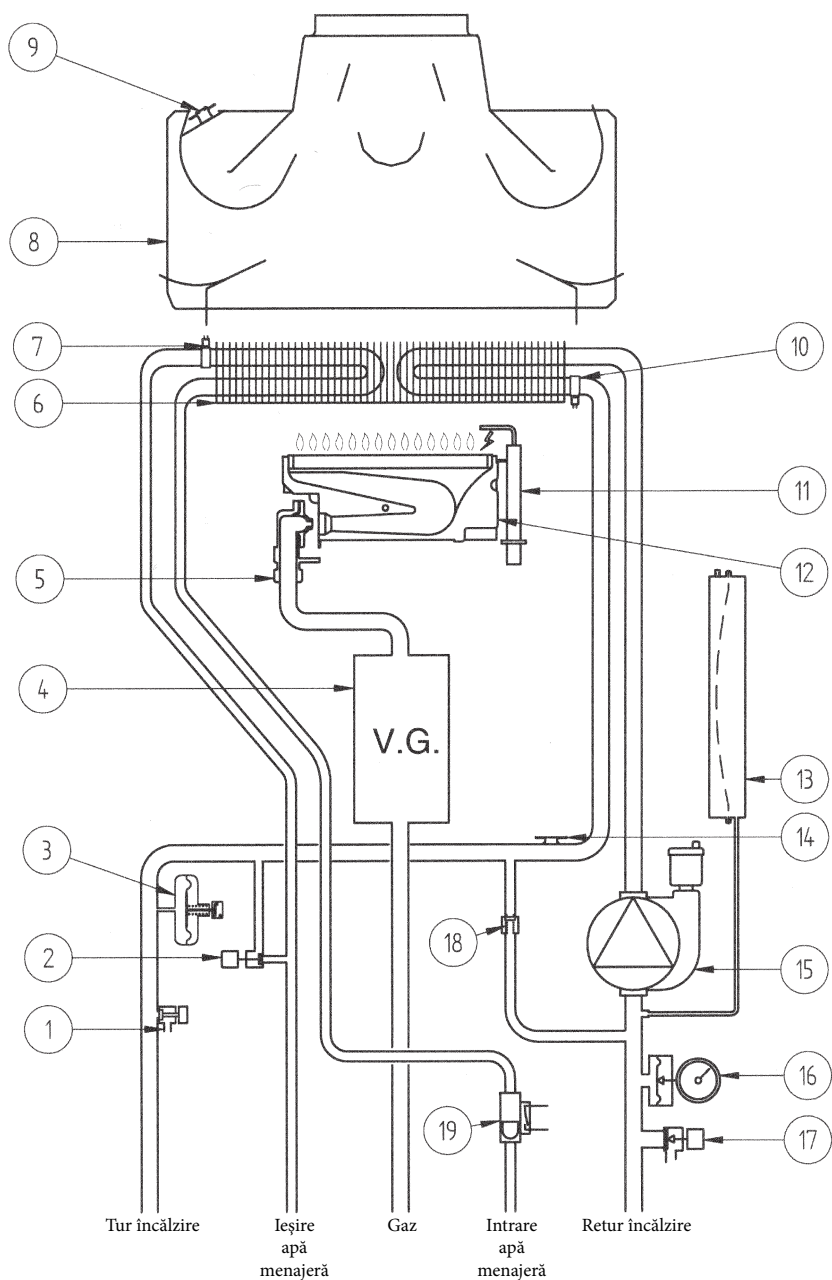 9
8
7
10
6
11
5
12
4
V.G.
13
14
3
18
2
15
1
16
19
17
Tur încălzire
Ieşire
apă
menajeră
Gaz
Intrare
apă
menajeră
Retur încălzire